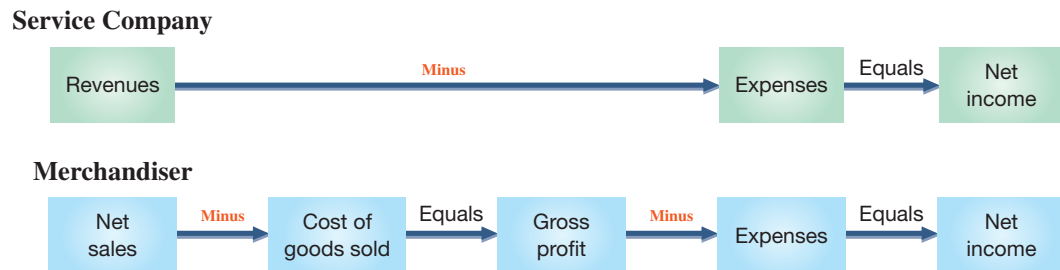 Service Company
Revenues
Minus
Expenses
Equals
Net
income
Merchandiser
Net
sales
Minus
Cost of
goods sold
Equals
Gross
profit
Minus
Expenses
Equals
Net
income